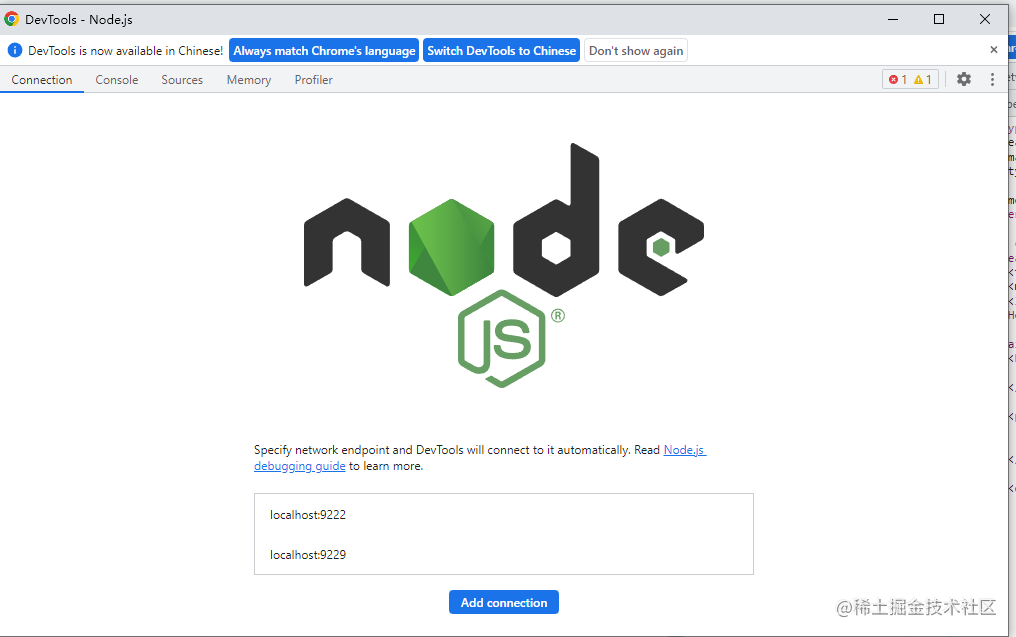 DevTools - Node.js
DevTools is now available in Chinese! Always match Chrome's language Switch DevTools to Chinese Don't show again
Connection Console Sources Memory Profiler 1 1
node
JS ®
Specify network endpoint and DevTools will connect to it automatically. Read Node.js
debugging guide to learn more.
localhost:9222
localhost:9229
Add connection
@稀土掘金技术社区